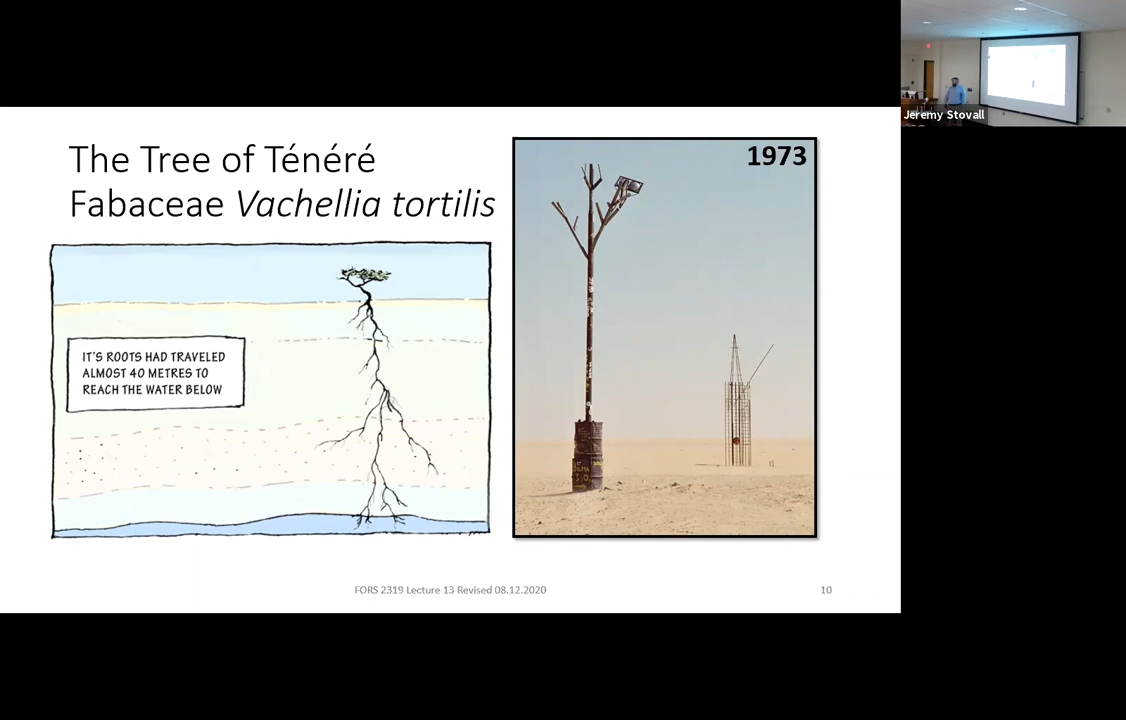 The Tree of Ténéré
Fabaceae Vachellia tortilis
IT'S ROOTS HAD TRAVELED
ALMOST 40 METRES TO
REACH THE WATER BELOW
1973
FORS 2319 Lecture 13 Revised 08.12.2020
10
Jeremy Stovall